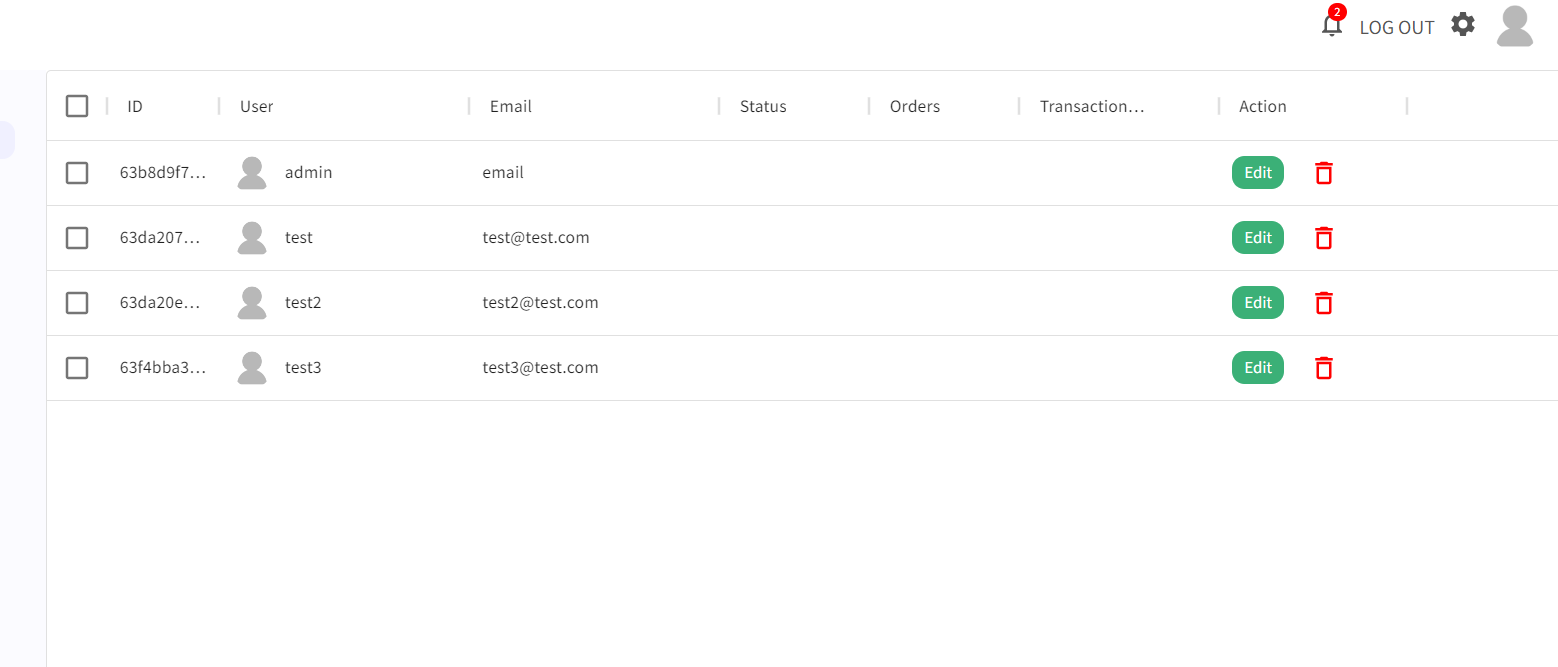 2
LOG OUT
ID User Email Status Orders Transaction... Action
63b8d9f7... admin email Edit
63da207... test test@test.com Edit
63da20e... test2 test2@test.com Edit
63f4bba3... test3 test3@test.com Edit